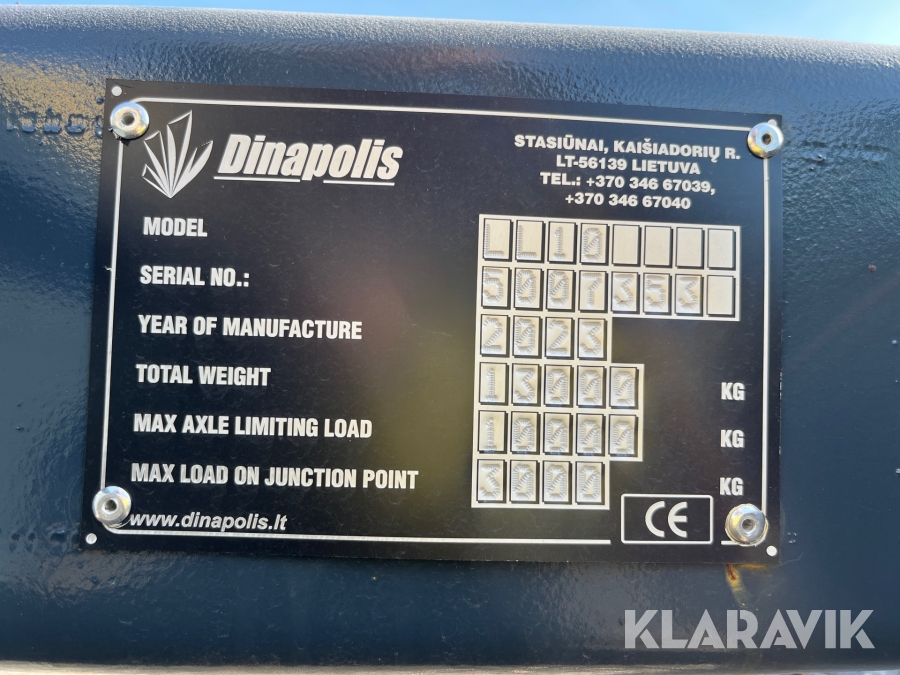 Dinapolis
STASIŪNAI, KAIŠIADORIŲ R.
LT-56139 LIETUVA
TEL.: +370 346 67039,
+370 346 67040
MODEL LL10
SERIAL NO.: 5007353
YEAR OF MANUFACTURE 2023
TOTAL WEIGHT 13000 KG
MAX AXLE LIMITING LOAD 10000 KG
MAX LOAD ON JUNCTION POINT 3000 KG
www.dinapolis.lt
CE
KLARAVIK